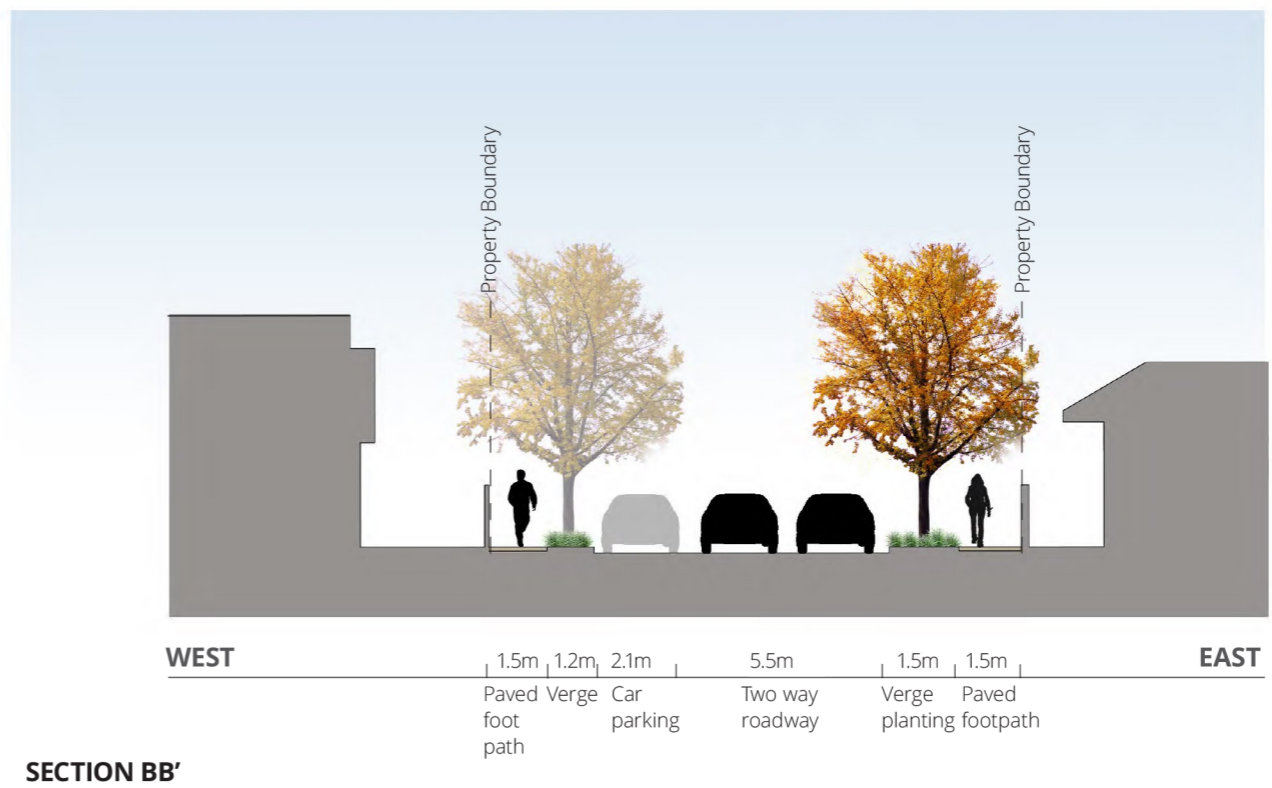 Property Boundary
Property Boundary
WEST
1.5m
1.2m
2.1m
5.5m
1.5m
1.5m
EAST
Paved
foot
path
Verge
Car
parking
Two way
roadway
Verge
planting
Paved
footpath
SECTION BB’